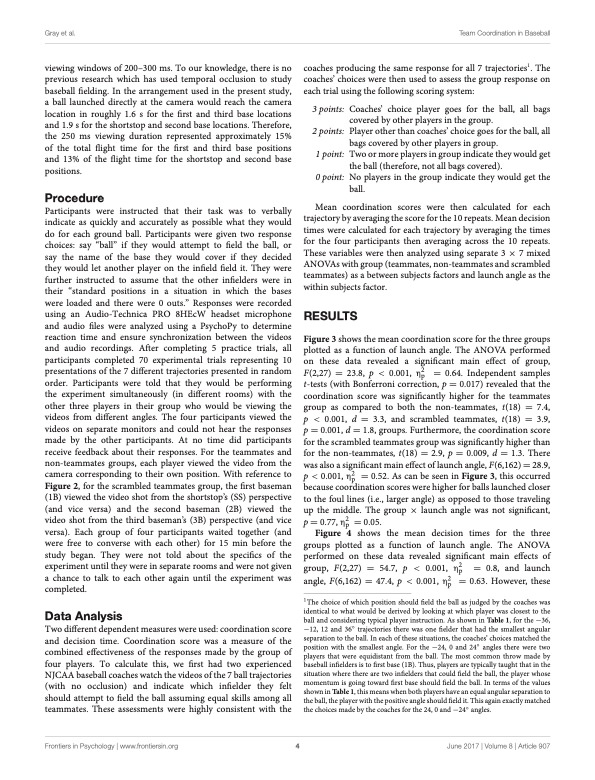 Gray et al.
Team Coordination in Baseball
viewing windows of 200–300 ms. To our knowledge, there is no
previous research which has used temporal occlusion to study
baseball fielding. In the arrangement used in the present study,
a ball launched directly at the camera would reach the camera
location in roughly 1.6 s for the first and third base locations
and 1.9 s for the shortstop and second base locations. Therefore,
the 250 ms viewing duration represented approximately 15%
of the total flight time for the first and third base positions
and 13% of the flight time for the shortstop and second base
positions.
Procedure
Participants were instructed that their task was to verbally
indicate as quickly and accurately as possible what they would
do for each ground ball. Participants were given two response
choices: say “ball” if they would attempt to field the ball, or
say the name of the base they would cover if they decided
they would let another player on the infield field it. They were
further instructed to assume that the other infielders were in
their “standard positions in a situation in which the bases
were loaded and there were 0 outs.” Responses were recorded
using an Audio-Technica PRO 8HEcW headset microphone
and audio files were analyzed using a PsychoPy to determine
reaction time and ensure synchronization between the videos
and audio recordings. After completing 5 practice trials, all
participants completed 70 experimental trials representing 10
presentations of the 7 different trajectories presented in random
order. Participants were told that they would be performing
the experiment simultaneously (in different rooms) with the
other three players in their group who would be viewing the
videos from different angles. The four participants viewed the
videos on separate monitors and could not hear the responses
made by the other participants. At no time did participants
receive feedback about their responses. For the teammates and
non-teammates groups, each player viewed the video from the
camera corresponding to their own position. With reference to
Figure 2, for the scrambled teammates group, the first baseman
(1B) viewed the video shot from the shortstop’s (SS) perspective
(and vice versa) and the second baseman (2B) viewed the
video shot from the third baseman’s (3B) perspective (and vice
versa). Each group of four participants waited together (and
were free to converse with each other) for 15 min before the
study began. They were not told about the specifics of the
experiment until they were in separate rooms and were not given
a chance to talk to each other again until the experiment was
completed.
Data Analysis
Two different dependent measures were used: coordination score
and decision time. Coordination score was a measure of the
combined effectiveness of the responses made by the group of
four players. To calculate this, we first had two experienced
NJCAA baseball coaches watch the videos of the 7 ball trajectories
(with no occlusion) and indicate which infielder they felt
should attempt to field the ball assuming equal skills among all
teammates. These assessments were highly consistent with the
coaches producing the same response for all 7 trajectories1. The
coaches’ choices were then used to assess the group response on
each trial using the following scoring system:
3 points: Coaches’ choice player goes for the ball, all bags
covered by other players in the group.
2 points: Player other than coaches’ choice goes for the ball, all
bags covered by other players in group.
1 point: Two or more players in group indicate they would get
the ball (therefore, not all bags covered).
0 point: No players in the group indicate they would get the
ball.
Mean coordination scores were then calculated for each
trajectory by averaging the score for the 10 repeats. Mean decision
times were calculated for each trajectory by averaging the times
for the four participants then averaging across the 10 repeats.
These variables were then analyzed using separate 3 × 7 mixed
ANOVAs with group (teammates, non-teammates and scrambled
teammates) as a between subjects factors and launch angle as the
within subjects factor.
RESULTS
Figure 3 shows the mean coordination score for the three groups
plotted as a function of launch angle. The ANOVA performed
on these data revealed a significant main effect of group,
F(2,27) = 23.8, p < 0.001, η2p = 0.64. Independent samples
t-tests (with Bonferroni correction, p = 0.017) revealed that the
coordination score was significantly higher for the teammates
group as compared to both the non-teammates, t(18) = 7.4,
p < 0.001, d = 3.3, and scrambled teammates, t(18) = 3.9,
p = 0.001, d = 1.8, groups. Furthermore, the coordination score
for the scrambled teammates group was significantly higher than
for the non-teammates, t(18) = 2.9, p = 0.009, d = 1.3. There
was also a significant main effect of launch angle, F(6,162) = 28.9,
p < 0.001, η2p = 0.52. As can be seen in Figure 3, this occurred
because coordination scores were higher for balls launched closer
to the foul lines (i.e., larger angle) as opposed to those traveling
up the middle. The group × launch angle was not significant,
p = 0.77, η2p = 0.05.
Figure 4 shows the mean decision times for the three
groups plotted as a function of launch angle. The ANOVA
performed on these data revealed significant main effects of
group, F(2,27) = 54.7, p < 0.001, η2p = 0.8, and launch
angle, F(6,162) = 47.4, p < 0.001, η2p = 0.63. However, these
1The choice of which position should field the ball as judged by the coaches was
identical to what would be derived by looking at which player was closest to the
ball and considering typical player instruction. As shown in Table 1, for the −36,
−12, 12 and 36° trajectories there was one fielder that had the smallest angular
separation to the ball. In each of these situations, the coaches’ choices matched the
position with the smallest angle. For the −24, 0 and 24° angles there were two
players that were equidistant from the ball. The most common throw made by
baseball infielders is to first base (1B). Thus, players are typically taught that in the
situation where there are two infielders that could field the ball, the player whose
momentum is going toward first base should field the ball. In terms of the values
shown in Table 1, this means when both players have an equal angular separation to
the ball, the player with the positive angle should field it. This again exactly matched
the choices made by the coaches for the 24, 0 and −24° angles.
Frontiers in Psychology | www.frontiersin.org
4
June 2017 | Volume 8 | Article 907